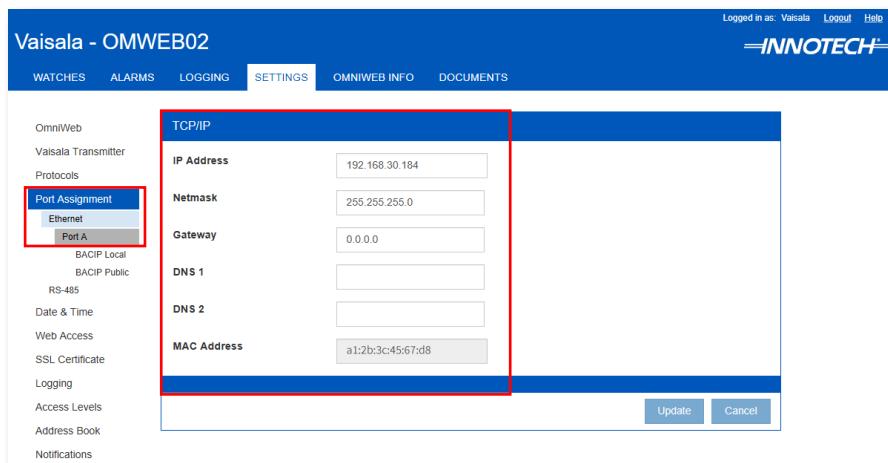 Logged in as: Vaisala Logout Help
Vaisala - OMWEB02
INNOTECH
WATCHES ALARMS LOGGING SETTINGS OMNIWEB INFO DOCUMENTS
OmniWeb
Vaisala Transmitter
Protocols
Port Assignment
Ethernet
Port A
BACIP Local
BACIP Public
RS-485
Date & Time
Web Access
SSL Certificate
Logging
Access Levels
Address Book
Notifications
TCP/IP
IP Address 192.168.30.184
Netmask 255.255.255.0
Gateway 0.0.0.0
DNS 1
DNS 2
MAC Address a1:2b:3c:45:67:d8
Update Cancel